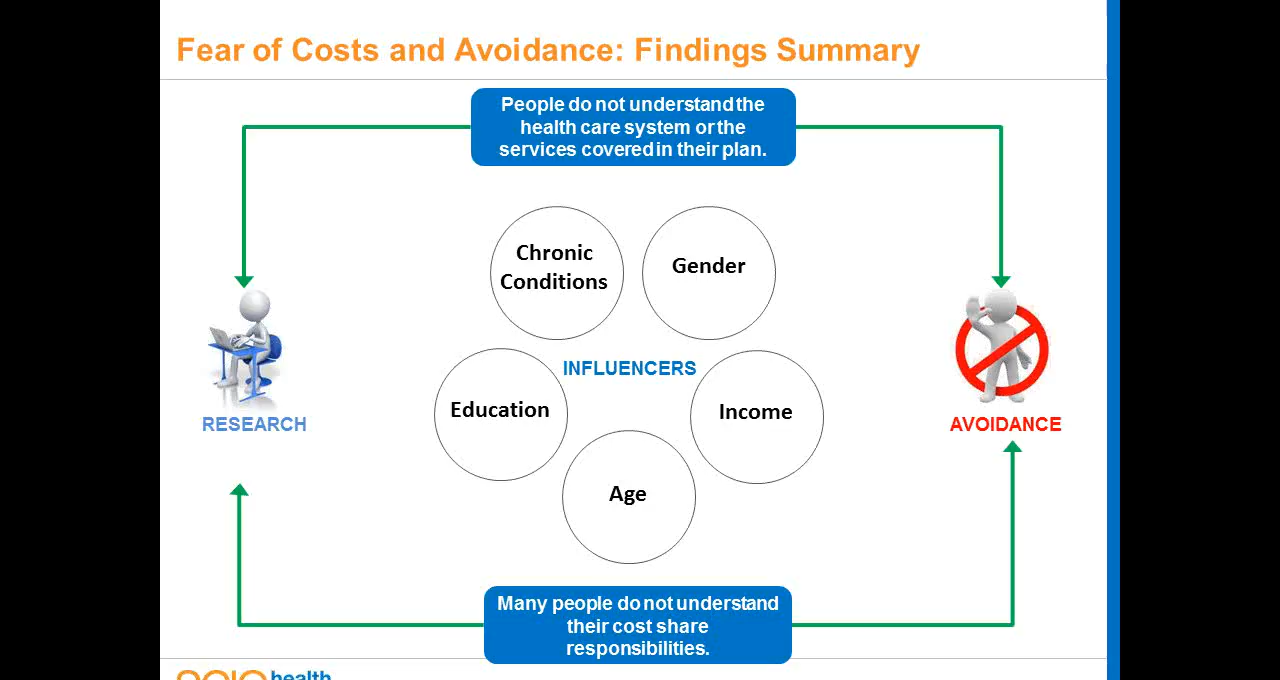 Fear of Costs and Avoidance: Findings Summary
People do not understand the
health care system or the
services covered in their plan.
Chronic
Conditions
Gender
INFLUENCERS
Education
Income
Age
RESEARCH
AVOIDANCE
Many people do not understand
their cost share
responsibilities.
health